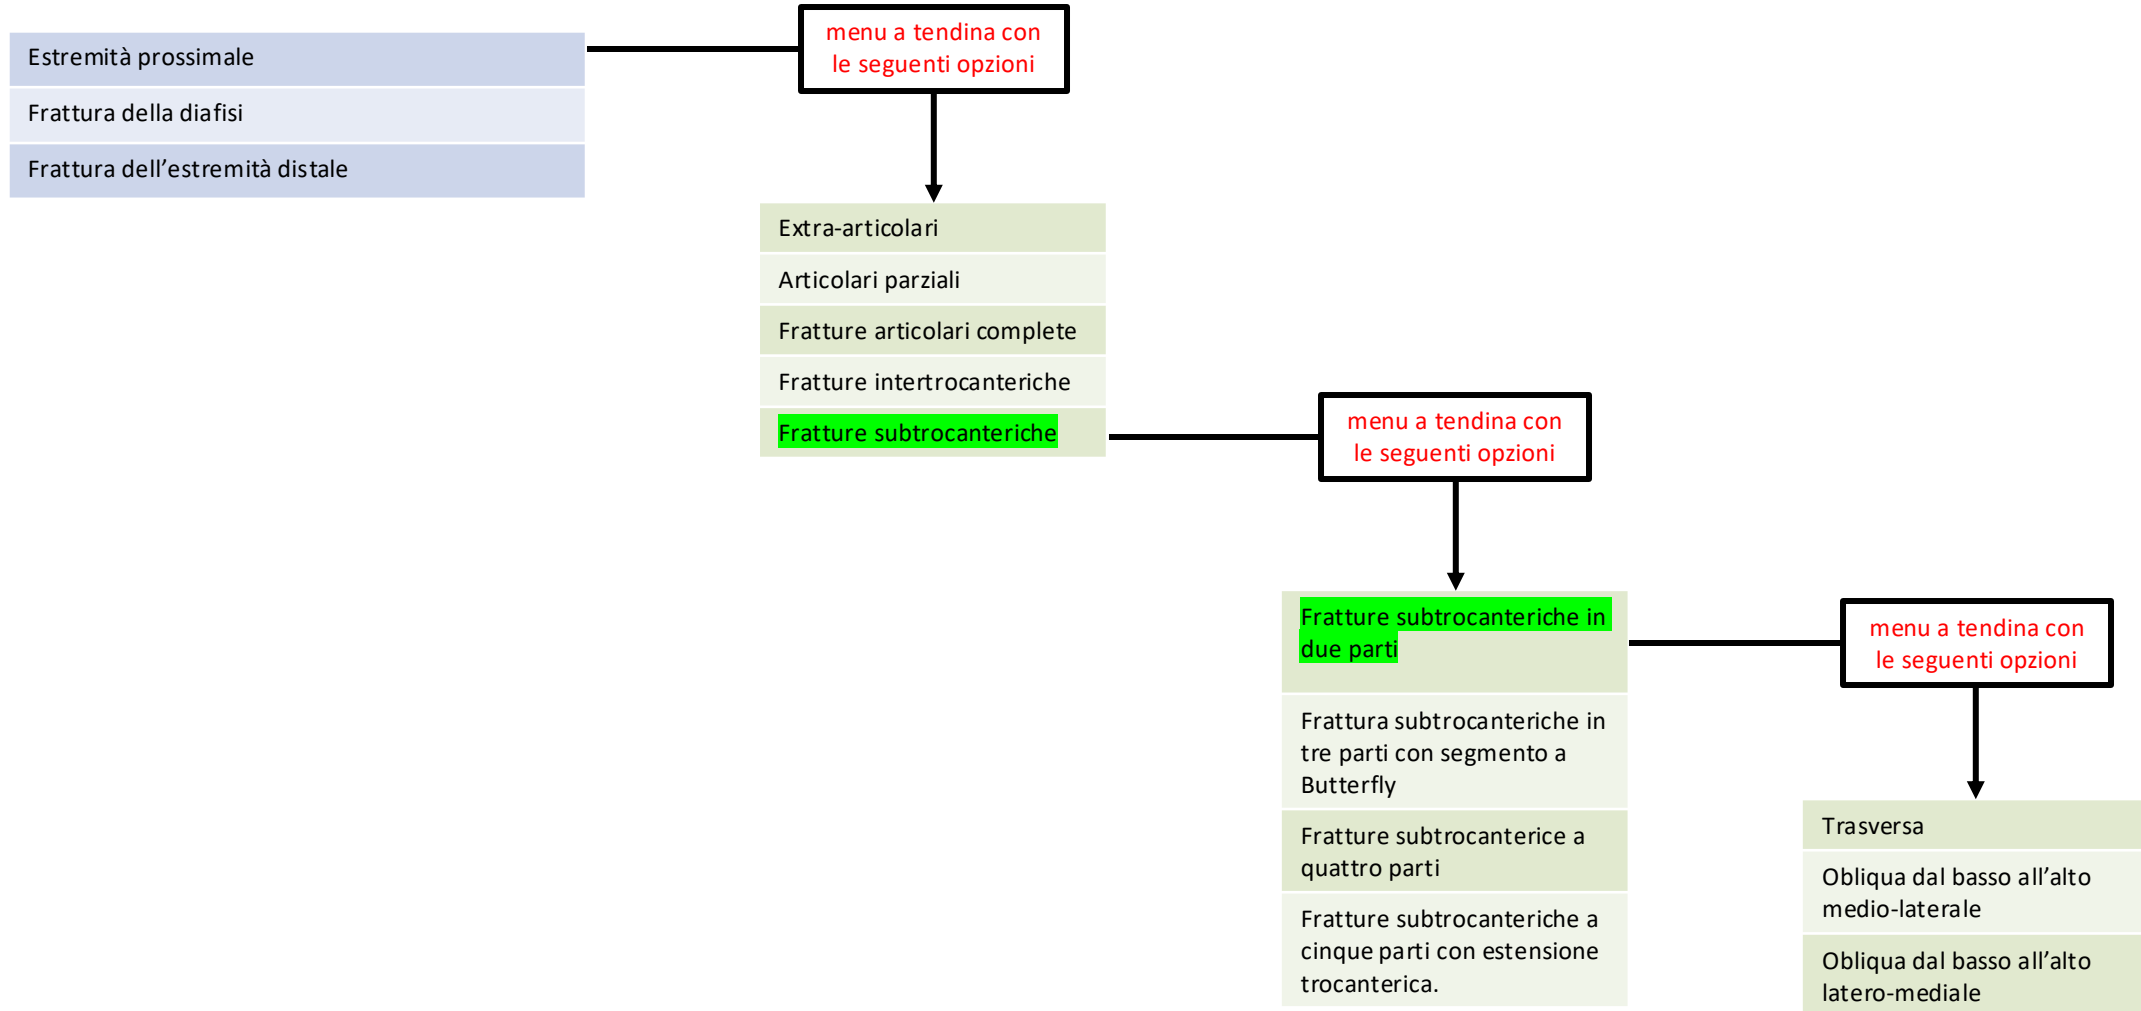 Estremità prossimale
Frattura della diafisi
Frattura dell’estremità distale
menu a tendina con
le seguenti opzioni
Extra-articolari
Articolari parziali
Fratture articolari complete
Fratture intertrocanteriche
Fratture subtrocanteriche
menu a tendina con
le seguenti opzioni
Fratture subtrocanteriche in
due parti
Frattura subtrocanteriche in
tre parti con segmento a
Butterfly
Fratture subtrocanterice a
quattro parti
Fratture subtrocanteriche a
cinque parti con estensione
trocanterica.
menu a tendina con
le seguenti opzioni
Trasversa
Obliqua dal basso all’alto
medio-laterale
Obliqua dal basso all’alto
latero-mediale